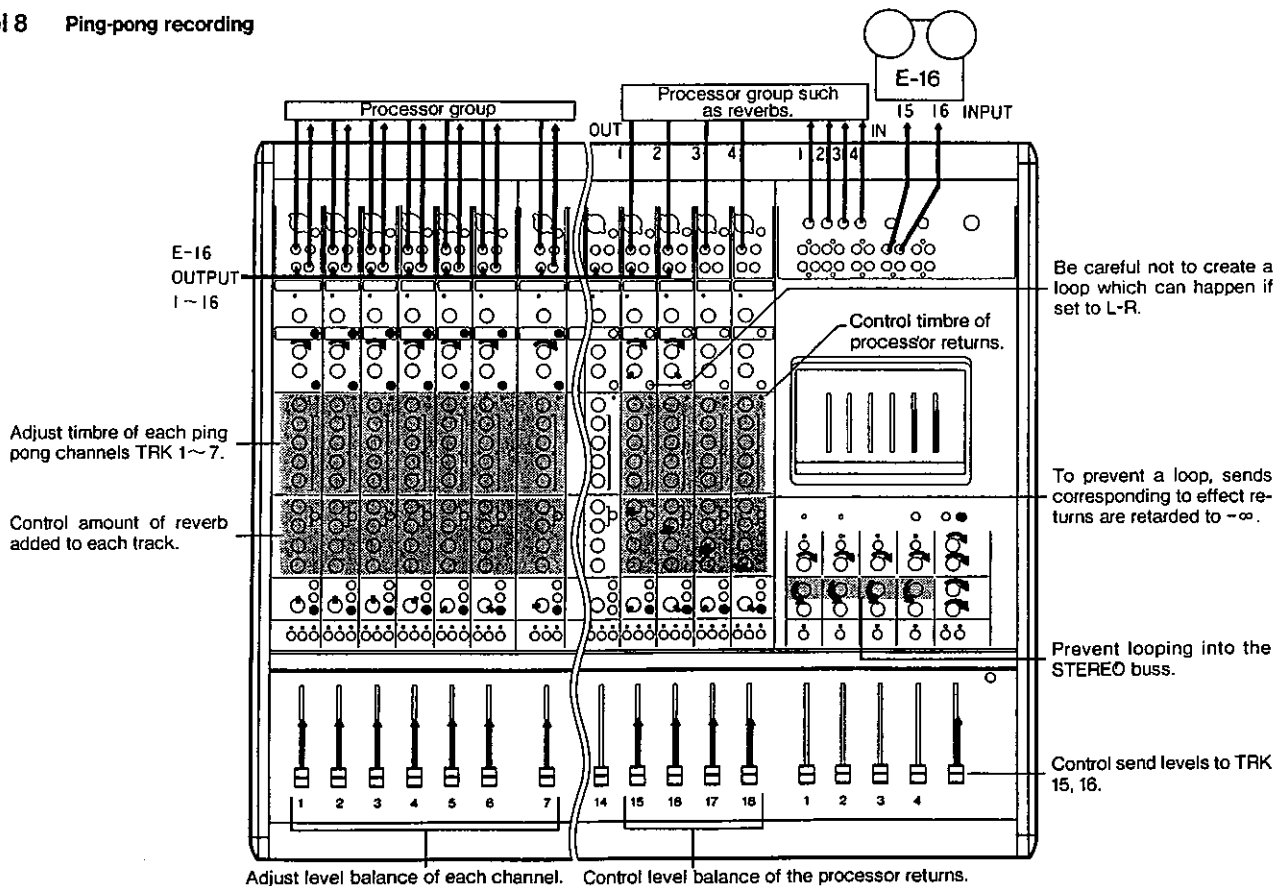 8 Ping-pong recording
E-16
15 16 INPUT
Processor group
Processor group such
as reverbs.
OUT
1 2 3 4
IN
1 2 3 4
E-16
OUTPUT
1～16
Be careful not to create a
loop which can happen if
set to L-R.
Control timbre of
processor returns.
Adjust timbre of each ping
pong channels TRK 1～7.
To prevent a loop, sends
corresponding to effect re-
turns are retarded to -∞.
Control amount of reverb
added to each track.
Prevent looping into the
STEREO buss.
Control send levels to TRK
15, 16.
1 2 3 4 5 6 7 14 15 16 17 18 1 2 3 4
Adjust level balance of each channel. Control level balance of the processor returns.